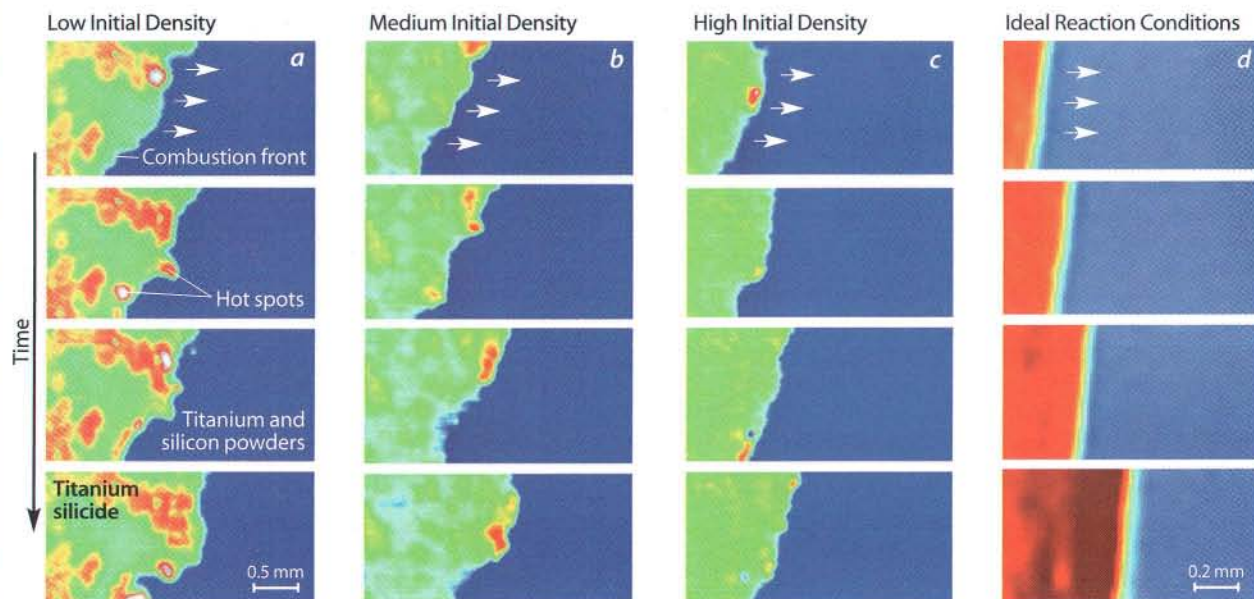 Low Initial Density
Medium Initial Density
High Initial Density
Ideal Reaction Conditions
a
b
c
d
Combustion front
Hot spots
Time
Titanium and
silicon powders
Titanium
silicide
0.5 mm
0.2 mm